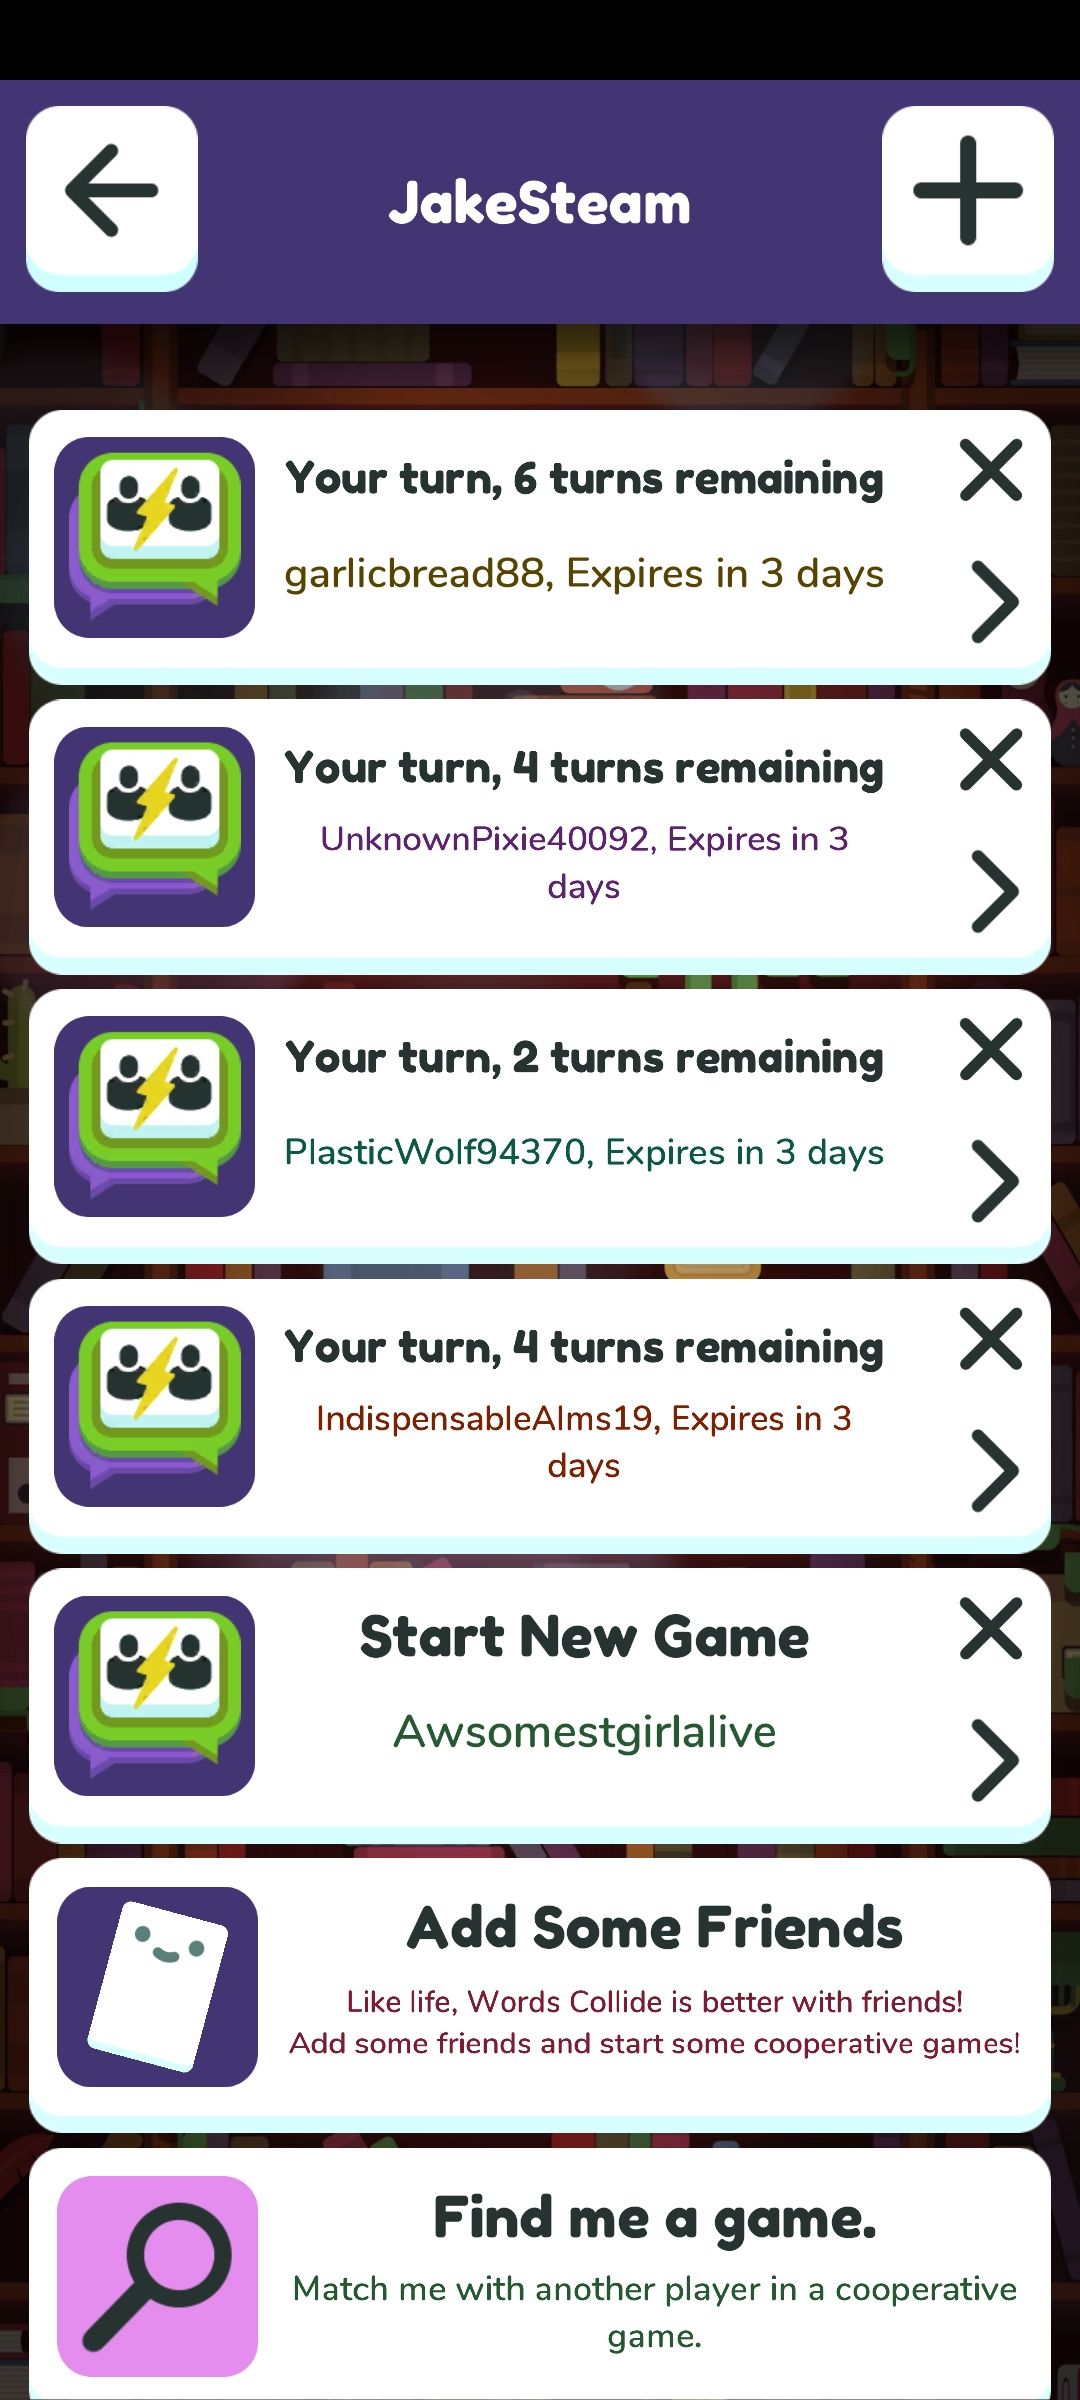 JakeSteam
Your turn, 6 turns remaining
garlicbread88, Expires in 3 days
Your turn, 4 turns remaining
UnknownPixie40092, Expires in 3
days
Your turn, 2 turns remaining
PlasticWolf94370, Expires in 3 days
Your turn, 4 turns remaining
IndispensableAlms19, Expires in 3
days
Start New Game
Awsomestgirlalive
Add Some Friends
Like life, Words Collide is better with friends!
Add some friends and start some cooperative games!
Find me a game.
Match me with another player in a cooperative
game.